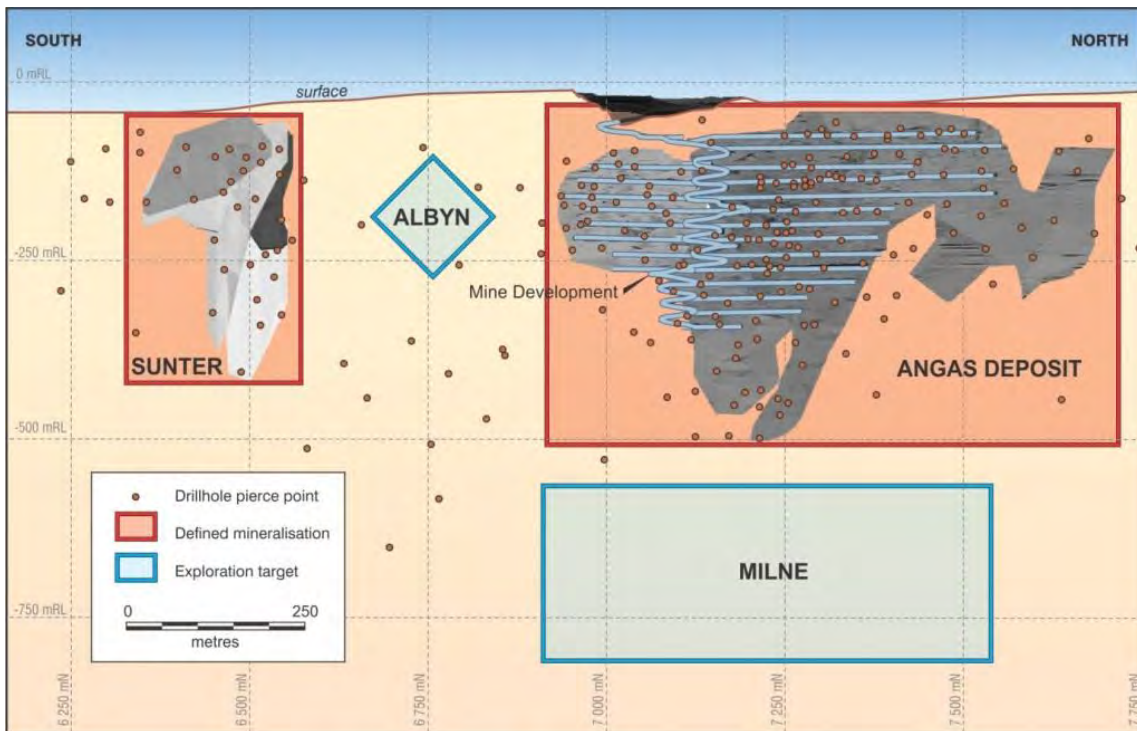 SOUTH
NORTH
0 mRL
surface
ALBYN
-250 mRL
Mine Development
SUNTER
ANGAS DEPOSIT
-500 mRL
Drillhole pierce point
Defined mineralisation
Exploration target
0 250
metres
MILNE
-750 mRL
6 250 mN
6 500 mN
6 750 mN
7 000 mN
7 250 mN
7 500 mN
7 750 mN